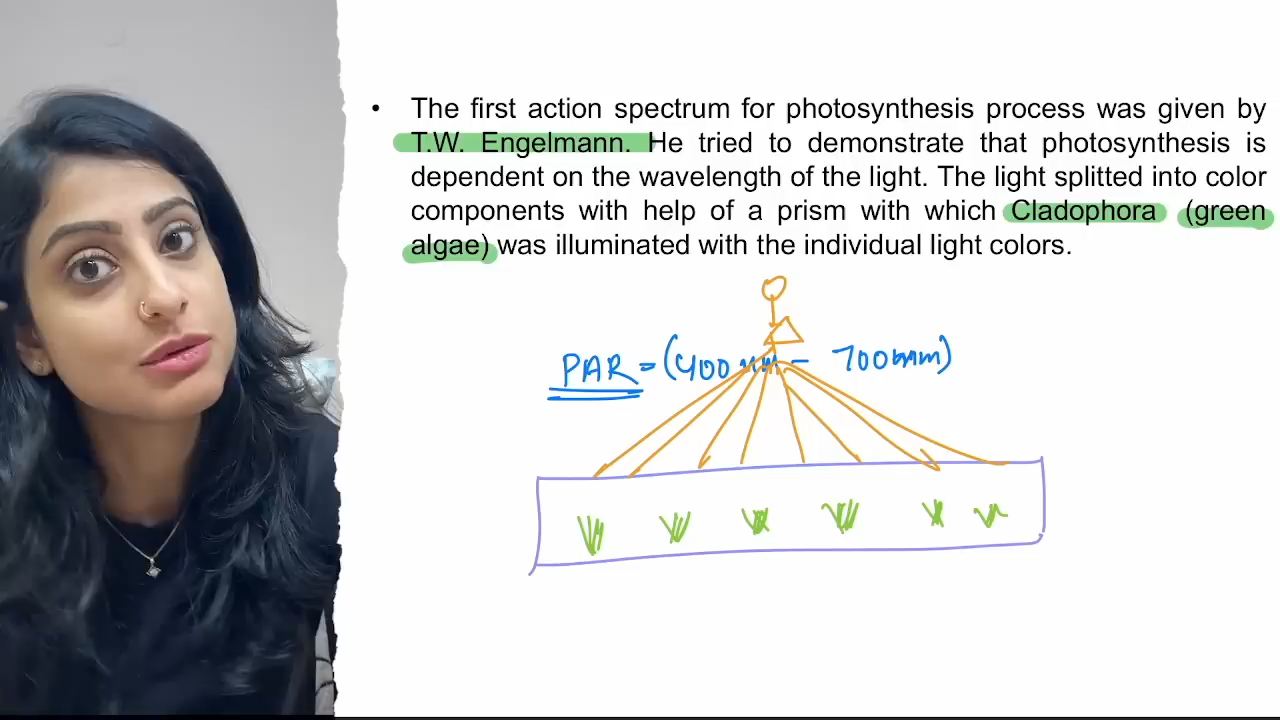 • The first action spectrum for photosynthesis process was given by
T.W. Engelmann. He tried to demonstrate that photosynthesis is
dependent on the wavelength of the light. The light splitted into color
components with help of a prism with which Cladophora (green
algae) was illuminated with the individual light colors.
PAR = (400 nm - 700nm)